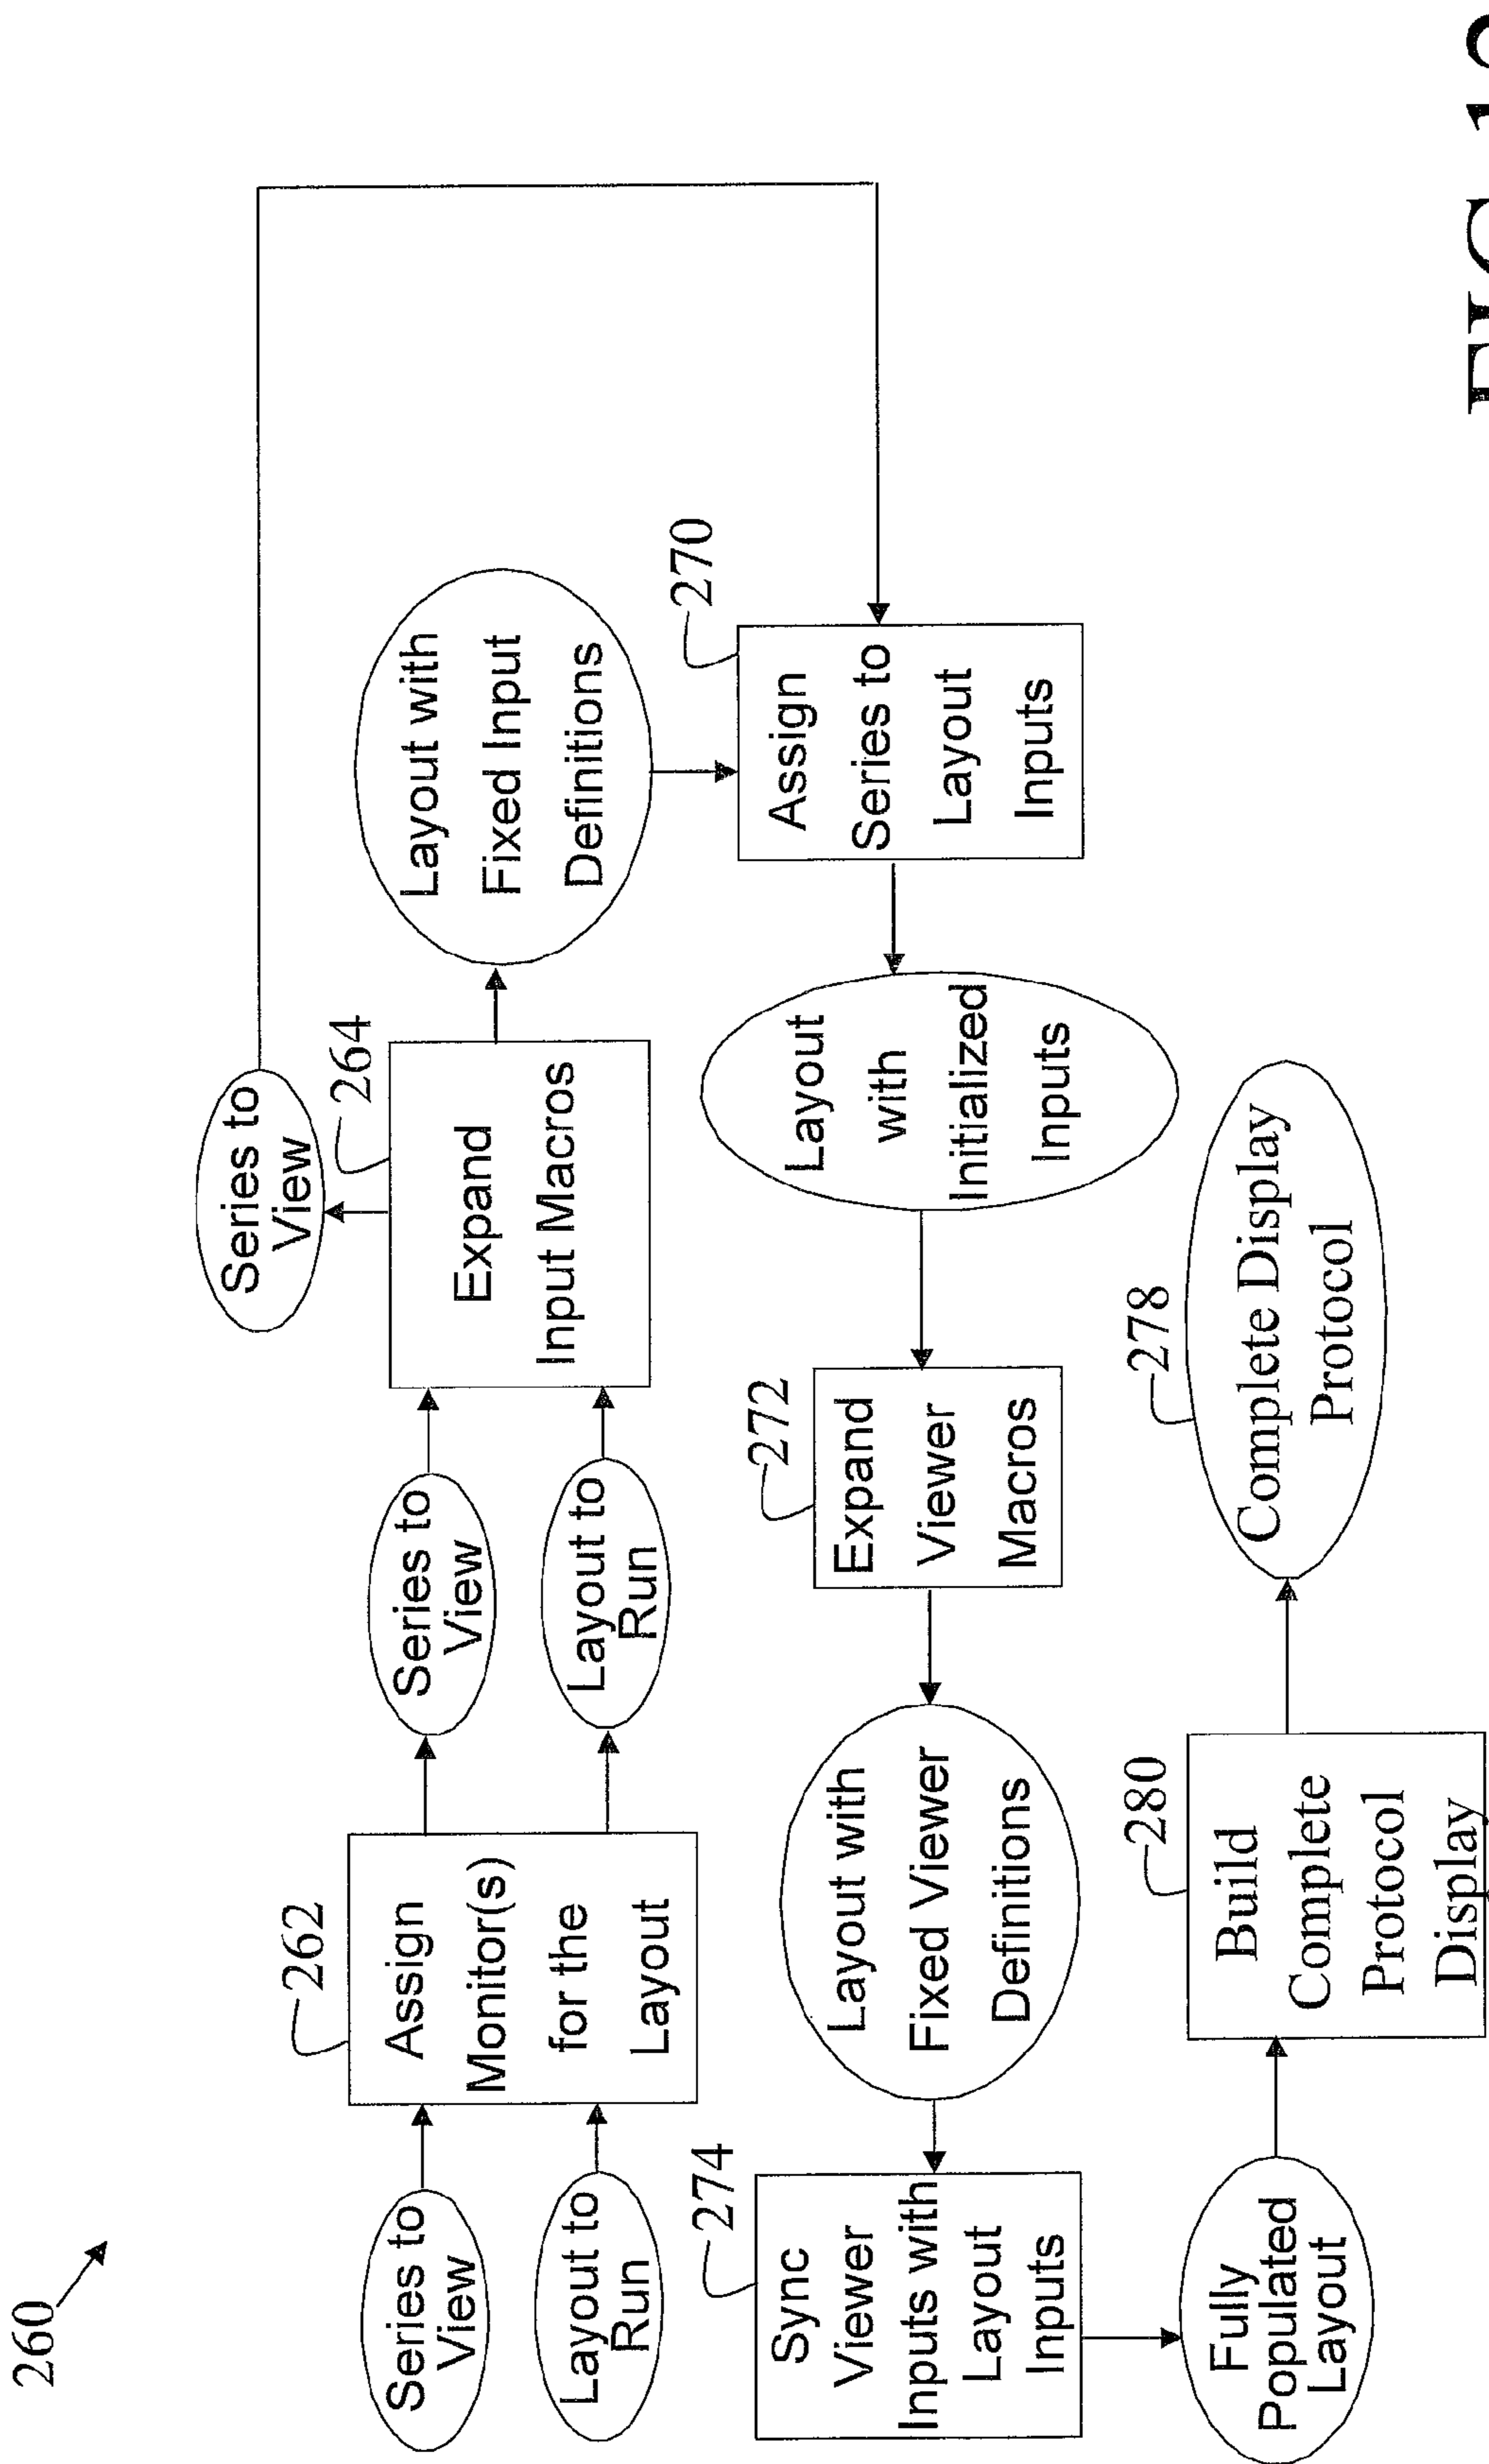 260
Series to
View
Layout to
Run
262
Assign
Monitor(s)
for the
Layout
Series to
View
Layout to
Run
264
Expand
Input Macros
Series to
View
Layout with
Fixed Input
Definitions
270
Assign
Series to
Layout
Inputs
Layout
with
Initialized
Inputs
272
Expand
Viewer
Macros
Layout with
Fixed Viewer
Definitions
274
Sync
Viewer
Inputs with
Layout
Inputs
Fully
Populated
Layout
280
Build
Complete
Protocol
Display
278
Complete Display
Protocol